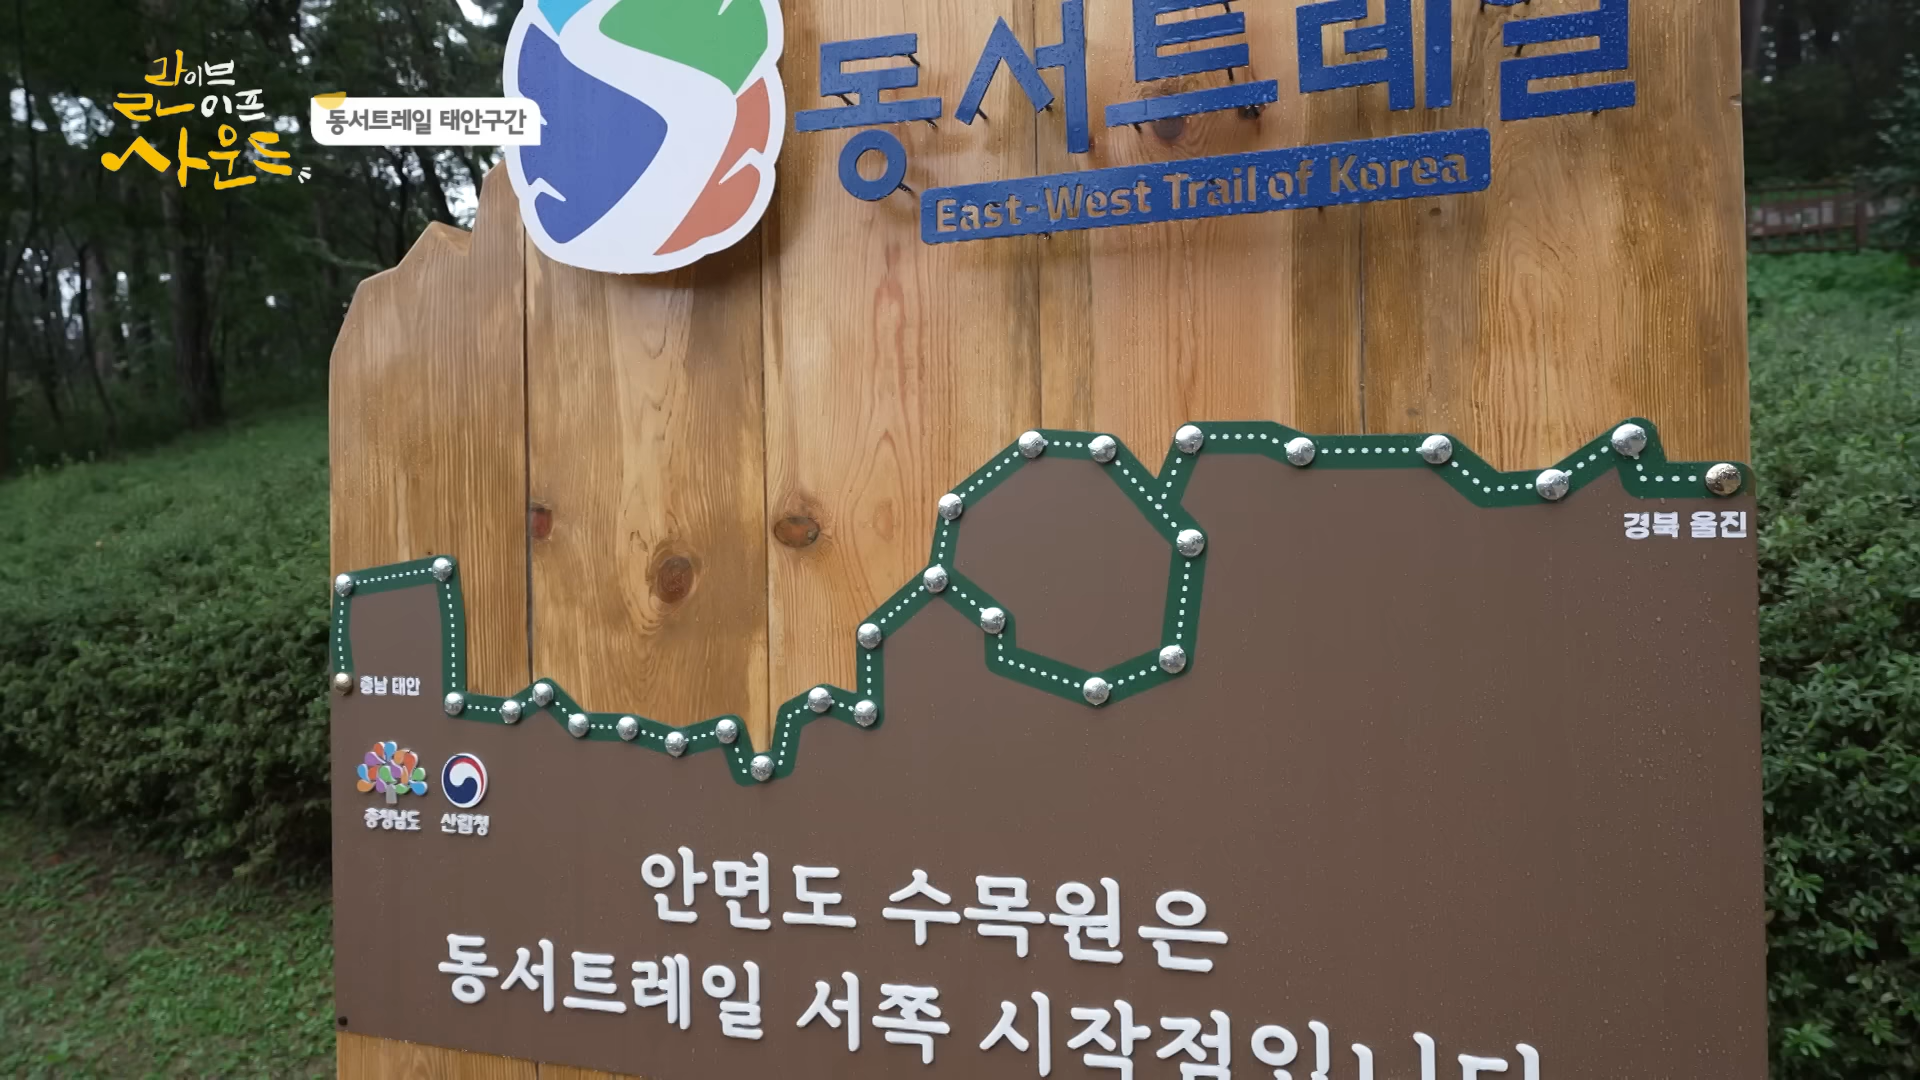 라이브
라이프
사운드
동서트레일 태안구간
동서트레일
East-West Trail of Korea
경북 울진
충남 태안
충청남도
산림청
안면도 수목원은
동서트레일 서쪽 시작점입니다